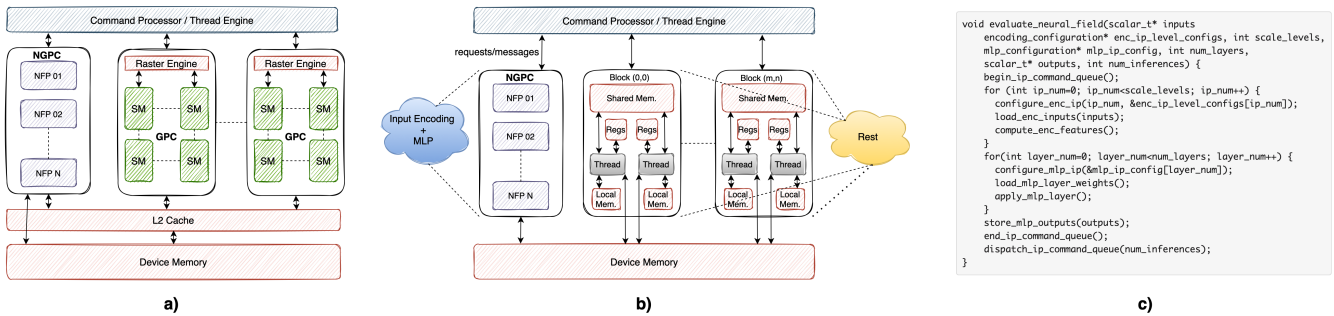 Command Processor / Thread Engine
NGPC
NFP 01
NFP 02
NFP N
Raster Engine
SM
SM
GPC
SM
SM
Raster Engine
SM
SM
GPC
SM
SM
L2 Cache
Device Memory
a)
Command Processor / Thread Engine
requests/messages
Input Encoding
+
MLP
NGPC
NFP 01
NFP 02
NFP N
Block (0,0)
Shared Mem.
Regs
Regs
Thread
Thread
Local
Mem.
Local
Mem.
Block (m,n)
Shared Mem.
Regs
Regs
Thread
Thread
Local
Mem.
Local
Mem.
Rest
Device Memory
b)
void evaluate_neural_field(scalar_t* inputs
encoding_configuration* enc_ip_level_configs, int scale_levels,
mlp_configuration* mlp_ip_config, int num_layers,
scalar_t* outputs, int num_inferences) {
begin_ip_command_queue();
for (int ip_num=0; ip_num<scale_levels; ip_num++) {
configure_enc_ip(ip_num, &enc_ip_level_configs[ip_num]);
load_enc_inputs(inputs);
compute_enc_features();
}
for(int layer_num=0; layer_num<num_layers; layer_num++) {
configure_mlp_ip(&mlp_ip_config[layer_num]);
load_mlp_layer_weights();
apply_mlp_layer();
}
store_mlp_outputs(outputs);
end_ip_command_queue();
dispatch_ip_command_queue(num_inferences);
}
c)